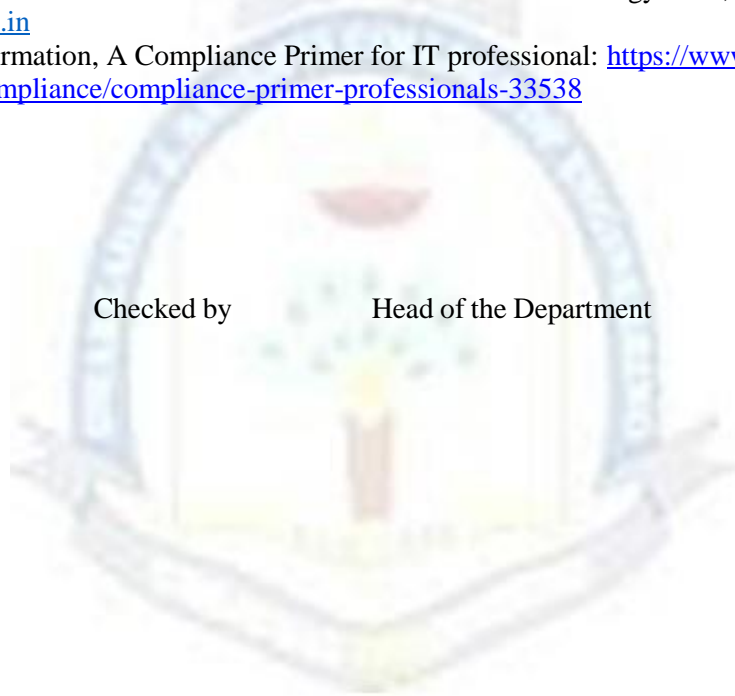 .in
rmation, A Compliance Primer for IT professional: https://www
mpliance/compliance-primer-professionals-33538
Checked by Head of the Department